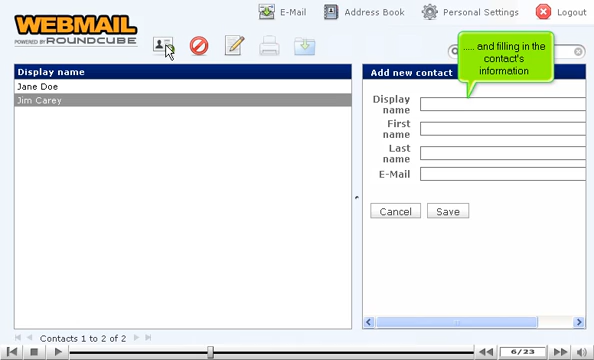 E-Mail
Address Book
Personal Settings
Logout
WEBMAIL
POWERED BY ROUNDCUBE
..... and filling in the
contact's
information
Display name
Jane Doe
Jim Carey
Add new contact
Display
name
First
name
Last
name
E-Mail
Cancel
Save
Contacts 1 to 2 of 2
6/23